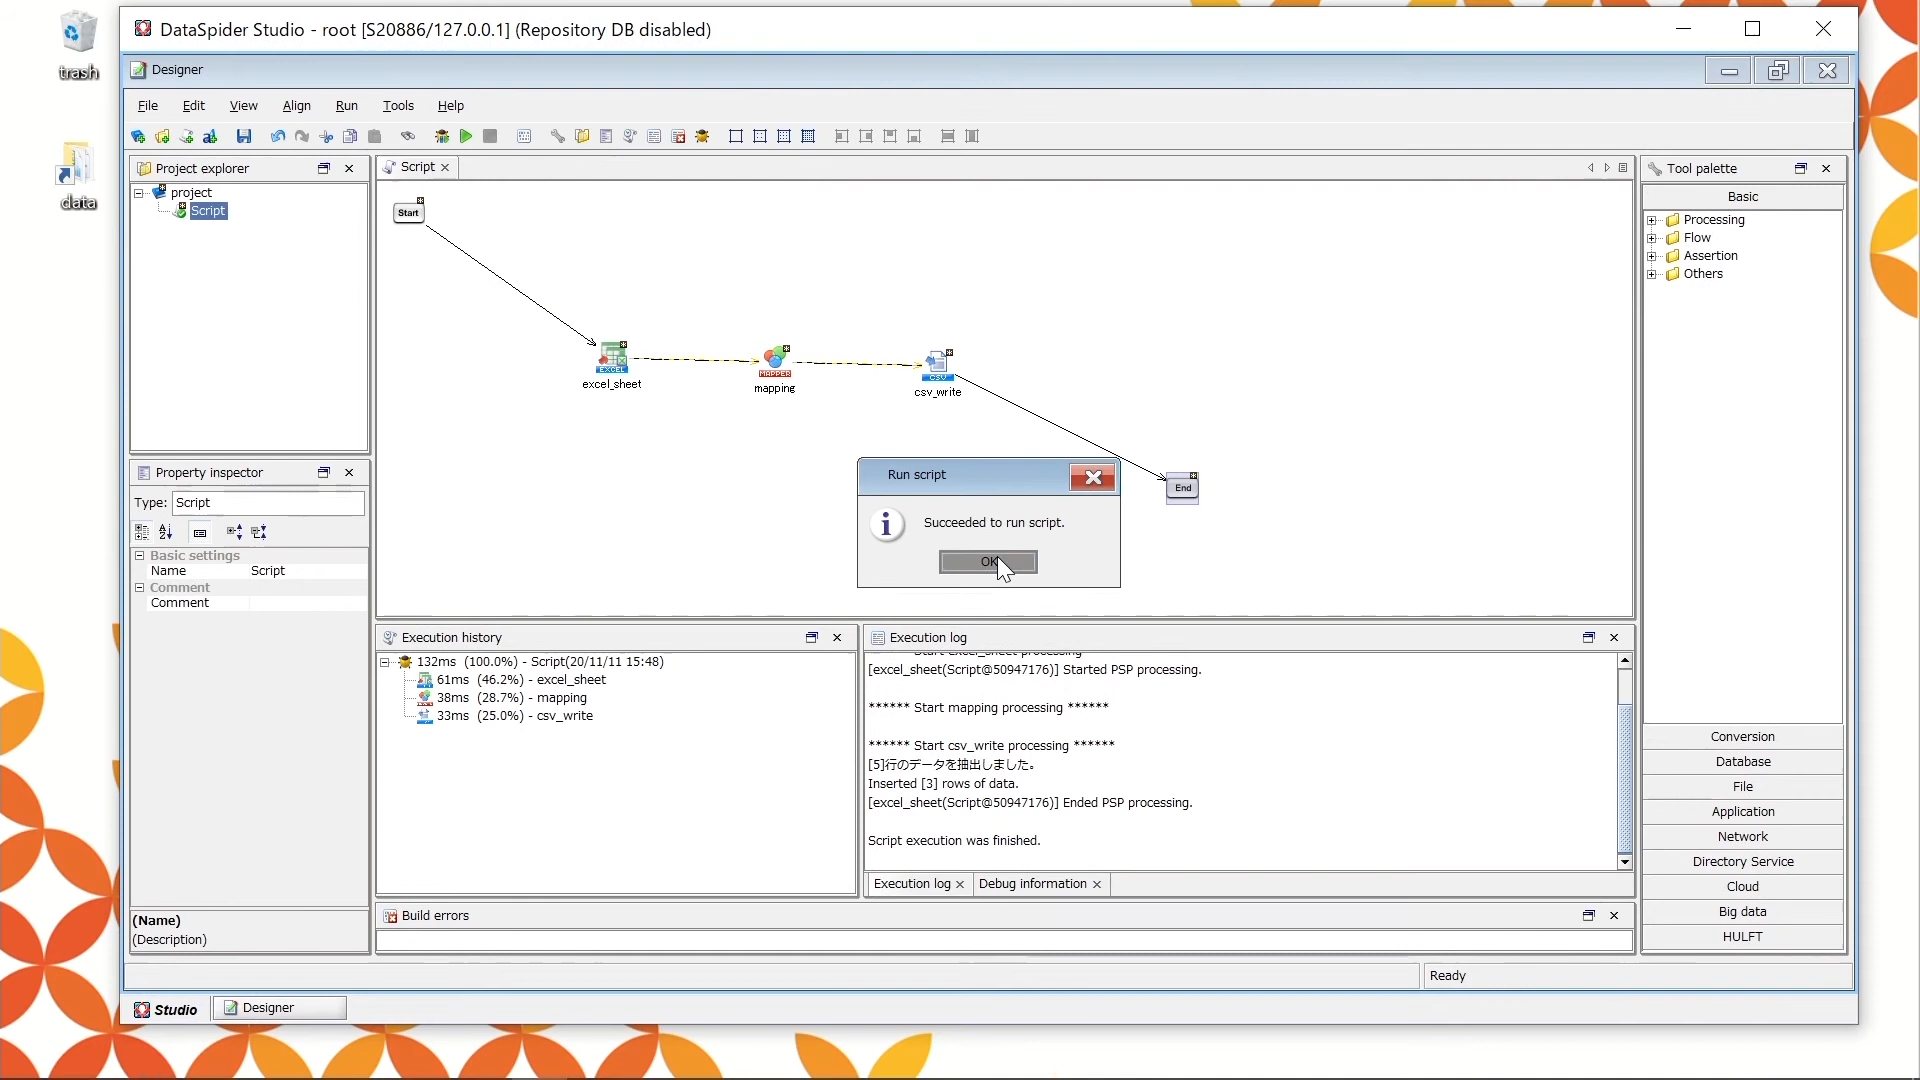 trash
data
DataSpider Studio - root [S20886/127.0.0.1] (Repository DB disabled)
Designer
File Edit View Align Run Tools Help
Project explorer
project
Script
Property inspector
Type: Script
Basic settings
Name Script
Comment
Comment
(Name)
(Description)
Script
Start
EXCEL
excel_sheet
MAPPER
mapping
CSV
csv_write
End
Run script
Succeeded to run script.
OK
Execution history
132ms (100.0%) - Script(20/11/11 15:48)
61ms (46.2%) - excel_sheet
38ms (28.7%) - mapping
33ms (25.0%) - csv_write
Execution log
Start excel_sheet processing
[excel_sheet(Script@50947176)] Started PSP processing.
****** Start mapping processing ******
****** Start csv_write processing ******
[5]行のデータを抽出しました。
Inserted [3] rows of data.
[excel_sheet(Script@50947176)] Ended PSP processing.
Script execution was finished.
Execution log Debug information
Build errors
Tool palette
Basic
Processing
Flow
Assertion
Others
Conversion
Database
File
Application
Network
Directory Service
Cloud
Big data
HULFT
Ready
Studio Designer